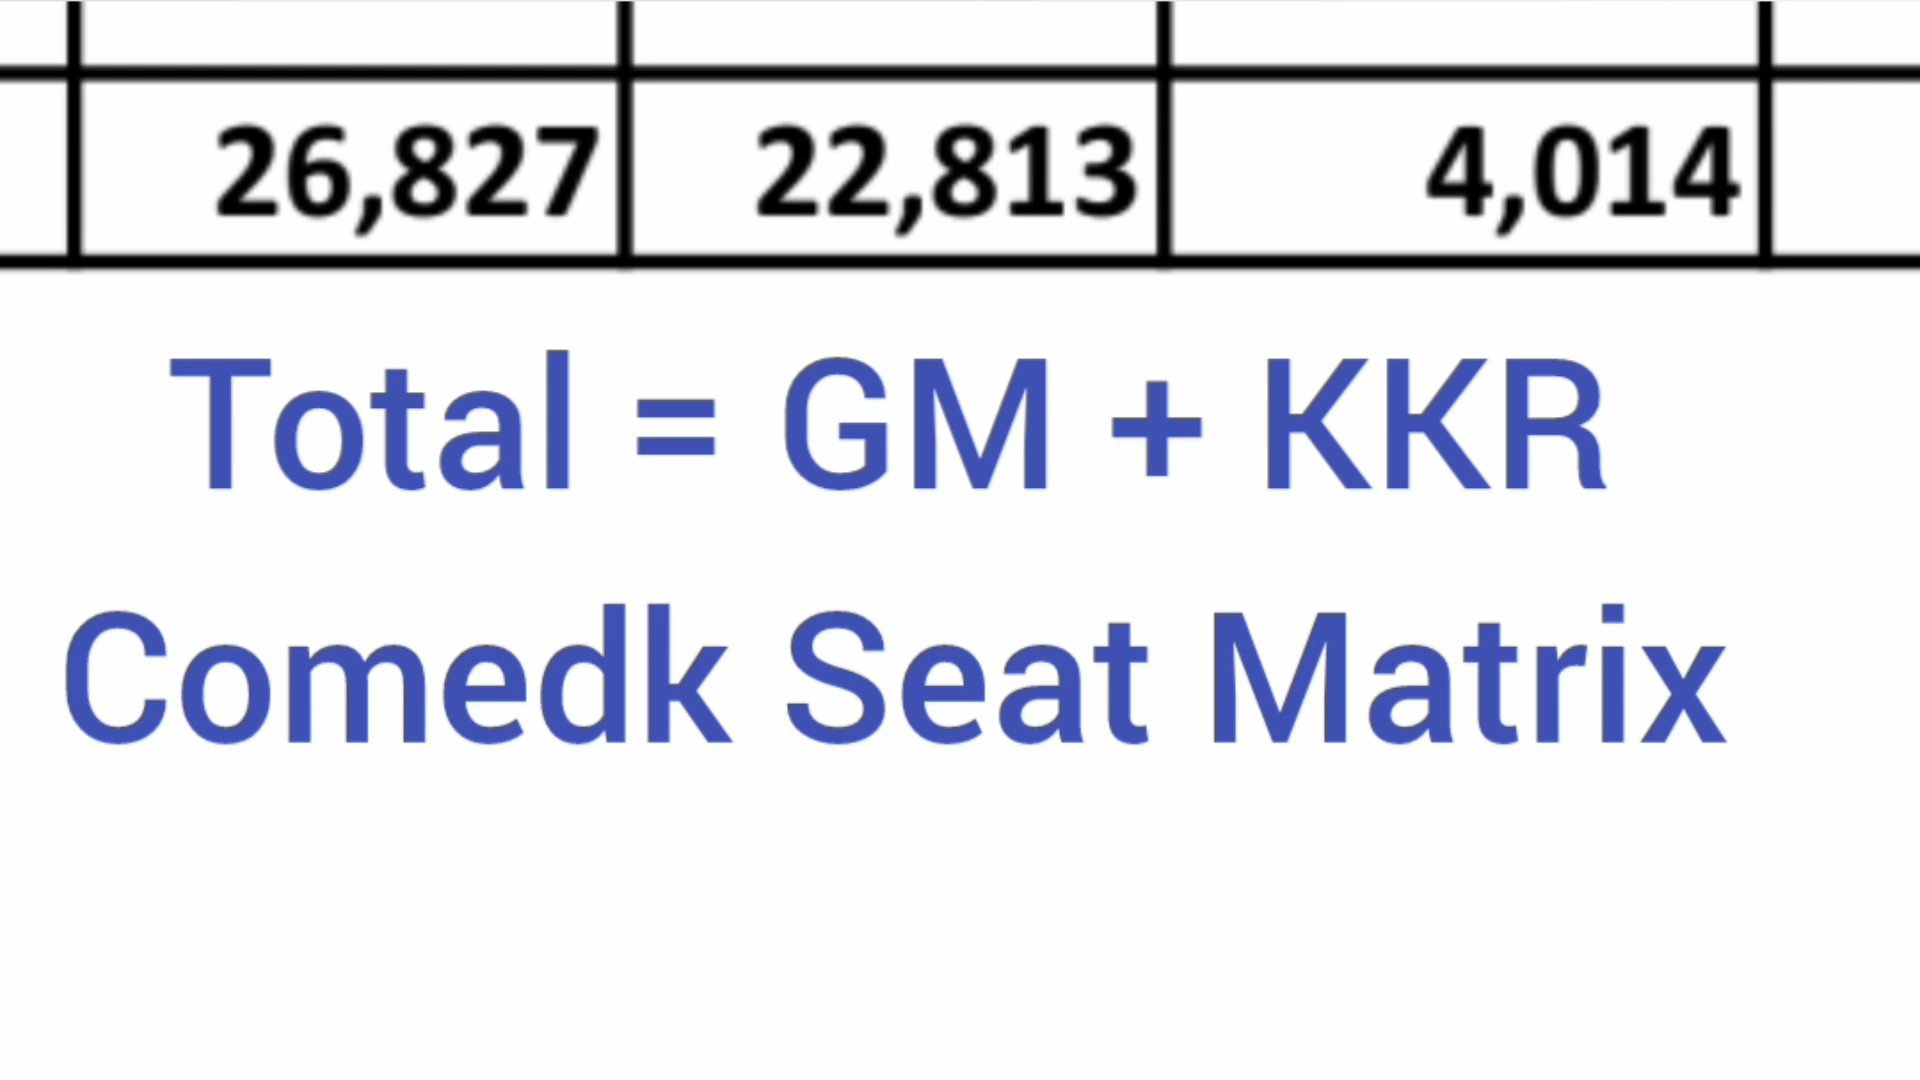 26,827 22,813 4,014
Total = GM + KKR
Comedk Seat Matrix